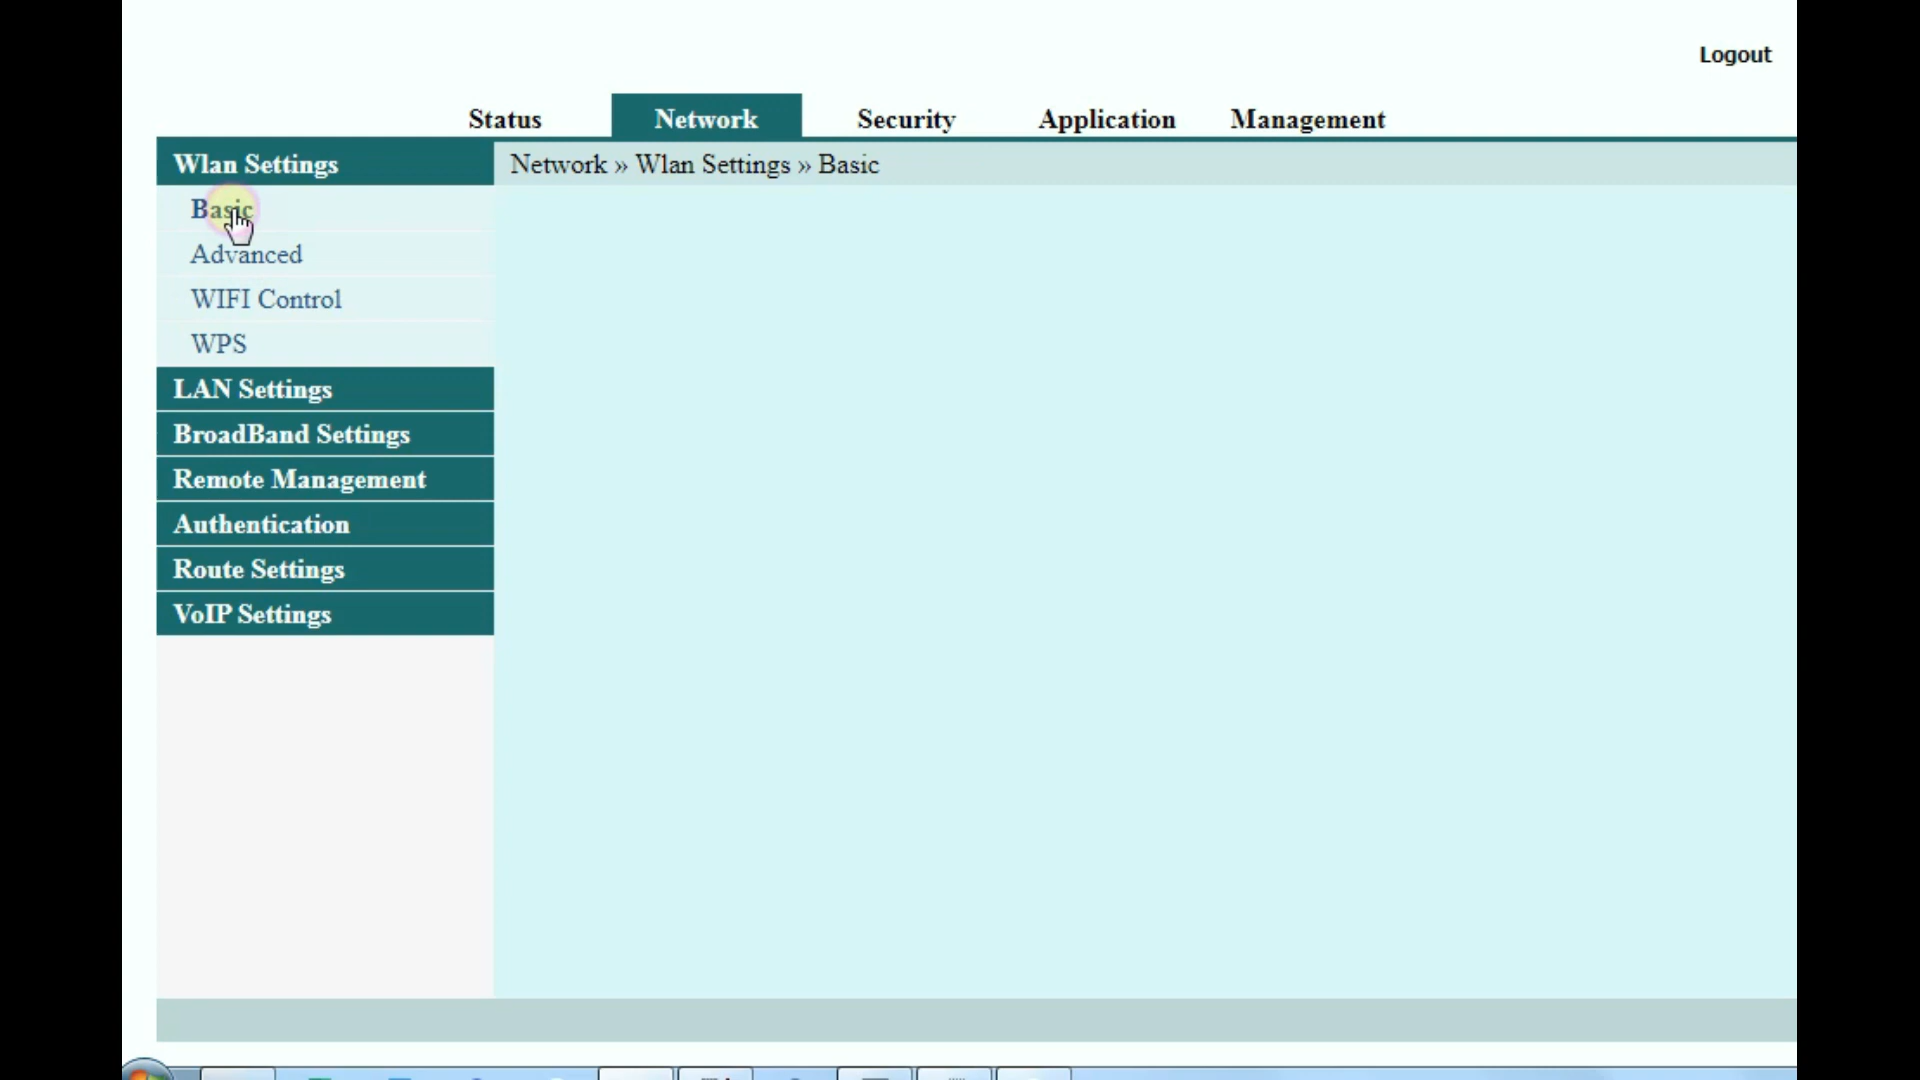 Logout
Status Network Security Application Management
Wlan Settings
Network » Wlan Settings » Basic
Basic
Advanced
WIFI Control
WPS
LAN Settings
BroadBand Settings
Remote Management
Authentication
Route Settings
VoIP Settings